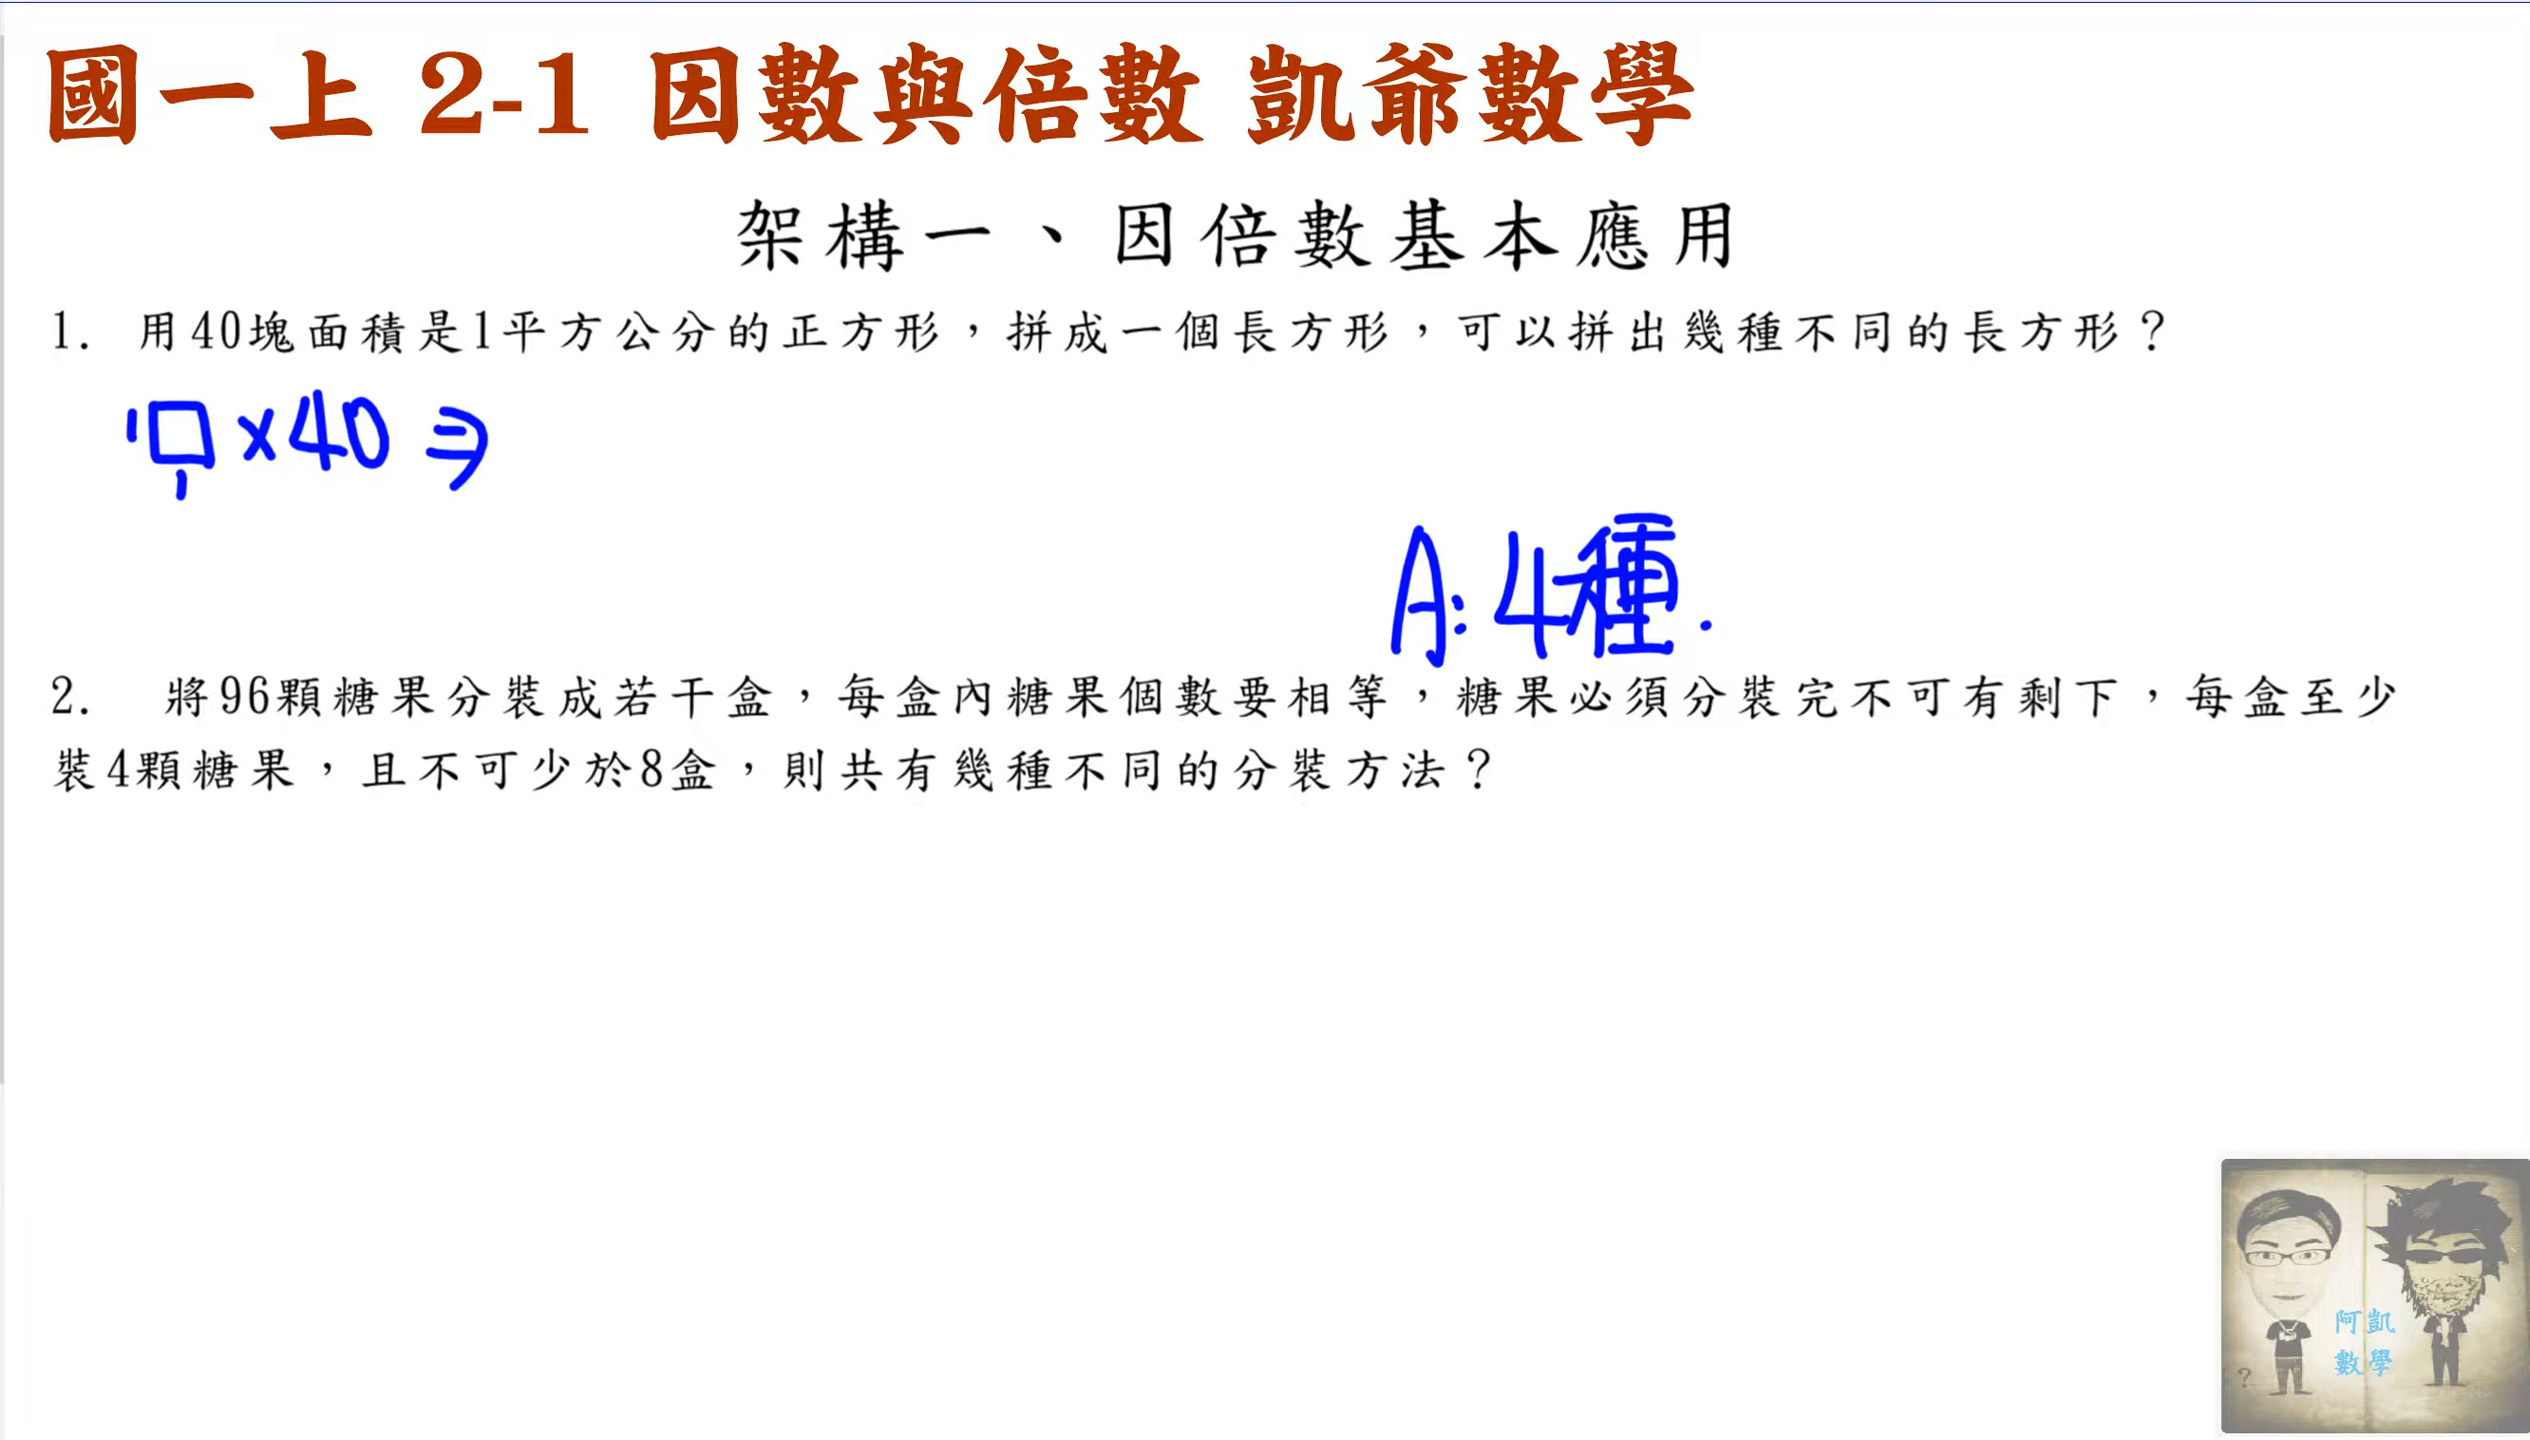 國一上 2-1 因數與倍數 凱爺數學
架構一、因倍數基本應用
1. 用40塊面積是1平方公分的正方形，拼成一個長方形，可以拼出幾種不同的長方形？
1□×40⇒
1
A：4種．
2. 將96顆糖果分裝成若干盒，每盒內糖果個數要相等，糖果必須分裝完不可有剩下，每盒至少
裝4顆糖果，且不可少於8盒，則共有幾種不同的分裝方法？
阿凱
數學
?